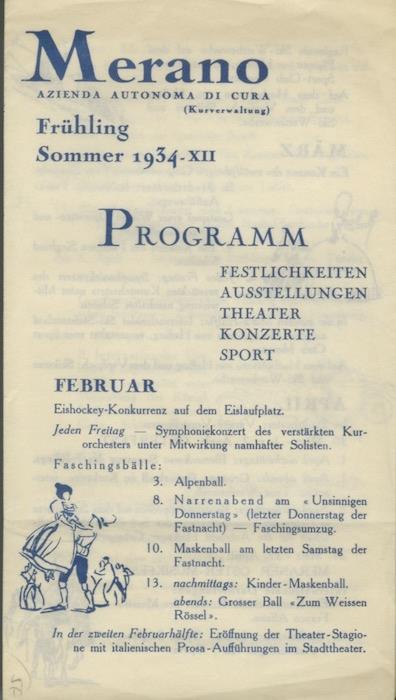 Merano
AZIENDA AUTONOMA DI CURA
(Kurverwaltung)
Frühling
Sommer 1934-XII
PROGRAMM
FESTLICHKEITEN
AUSSTELLUNGEN
THEATER
KONZERTE
SPORT
FEBRUAR
Eishockey-Konkurrenz auf dem Eislaufplatz.
Jeden Freitag — Symphoniekonzert des verstärkten Kur-
orchesters unter Mitwirkung namhafter Solisten.
Faschingsbälle:
3. Alpenball.
8. Narrenabend am «Unsinnigen
Donnerstag» (letzter Donnerstag der
Fastnacht) — Faschingsumzug.
10. Maskenball am letzten Samstag der
Fastnacht.
13. nachmittags: Kinder-Maskenball.
abends: Grosser Ball «Zum Weissen
Rössel».
In der zweiten Februarhälfte: Eröffnung der Theater-Stagio-
ne mit italienischen Prosa-Aufführungen im Stadttheater.